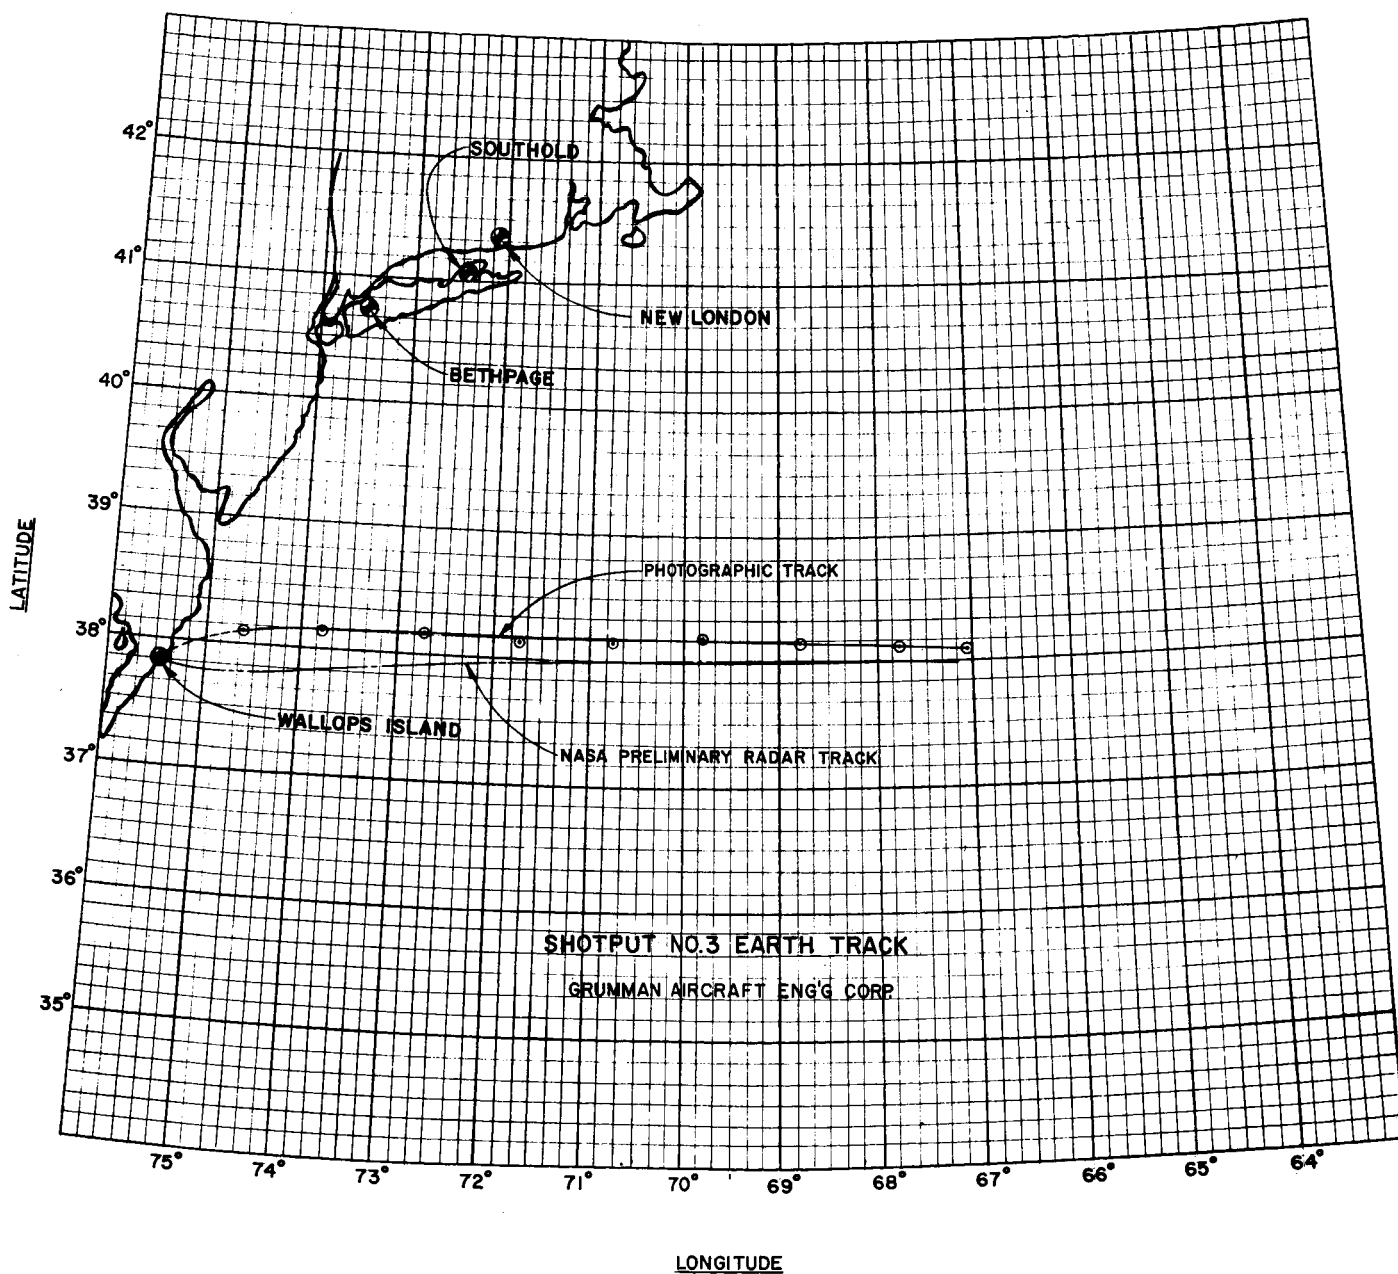 42°
SOUTHOLD
41°
NEW LONDON
40°
BETHPAGE
39°
LATITUDE
PHOTOGRAPHIC TRACK
38°
WALLOPS ISLAND
37°
NASA PRELIMINARY RADAR TRACK
36°
SHOTPUT NO.3 EARTH TRACK
GRUMMAN AIRCRAFT ENG'G CORP.
35°
75° 74° 73° 72° 71° 70° 69° 68° 67° 66° 65° 64°
LONGITUDE